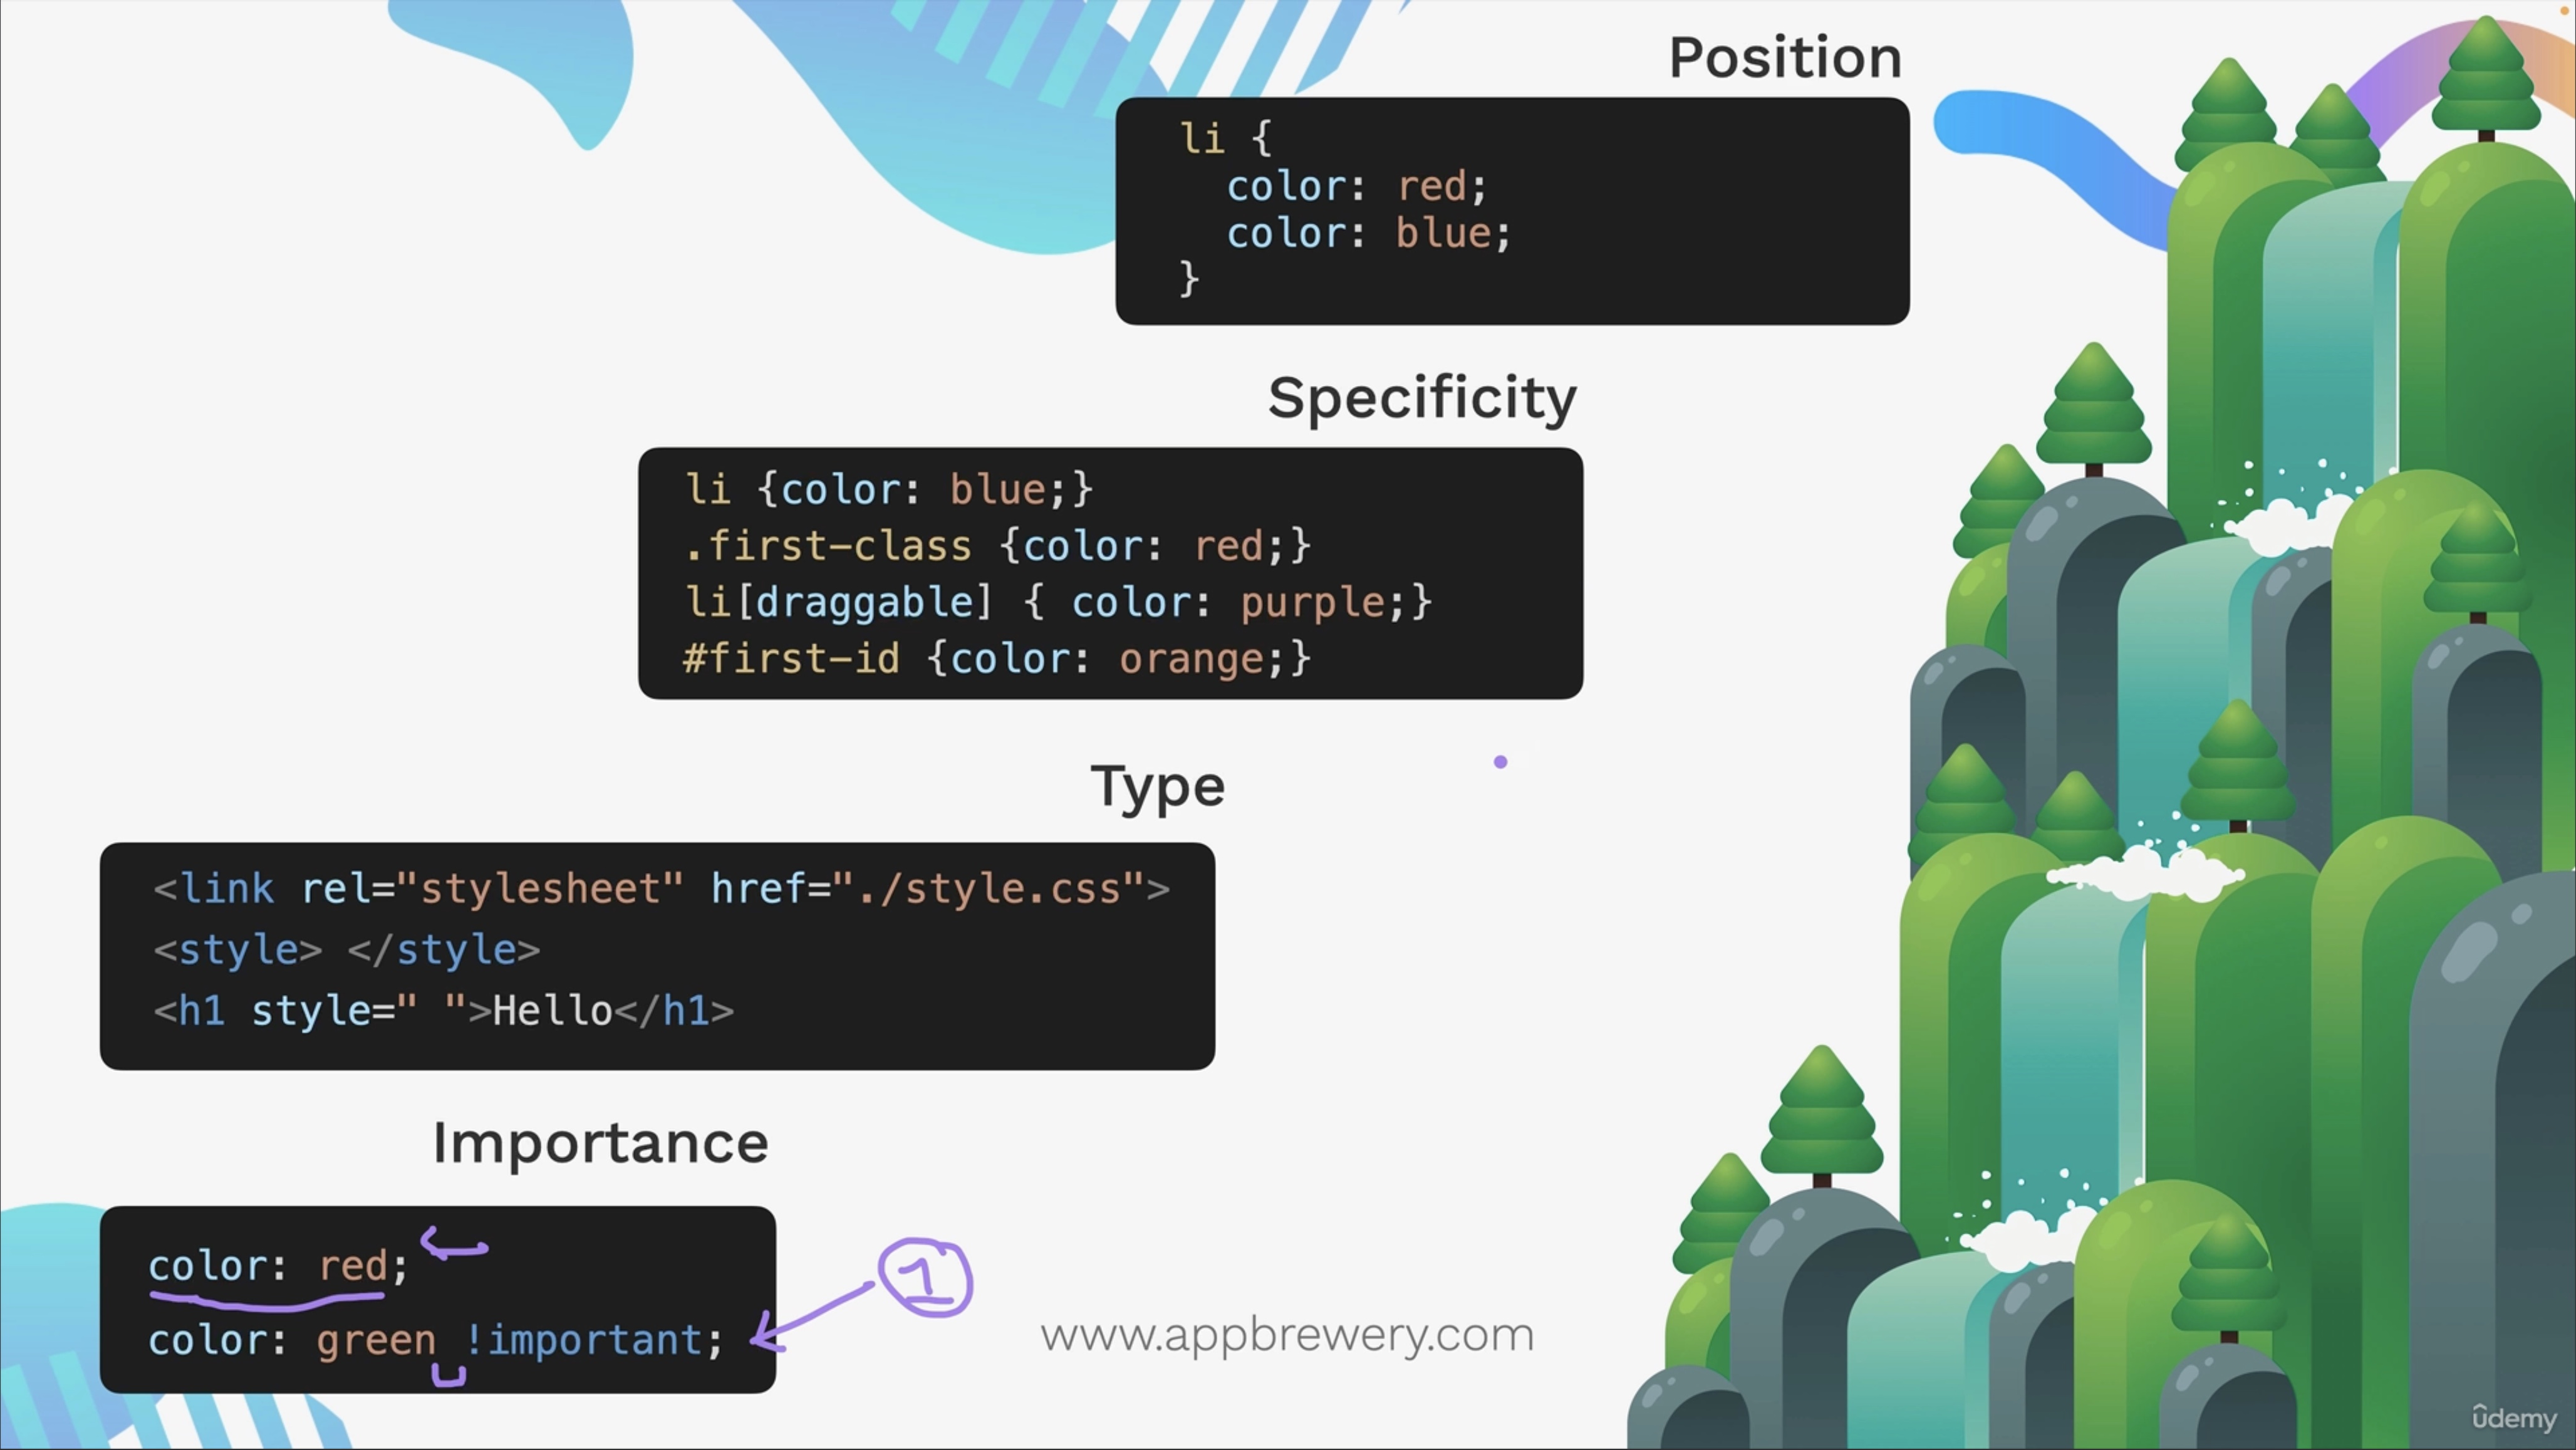 Position
li {
color: red;
color: blue;
}
Specificity
li {color: blue;}
.first-class {color: red;}
li[draggable] { color: purple;}
#first-id {color: orange;}
Type
<link rel="stylesheet" href="./style.css">
<style> </style>
<h1 style=" ">Hello</h1>
Importance
color: red;
color: green !important;
1
www.appbrewery.com
ûdemy